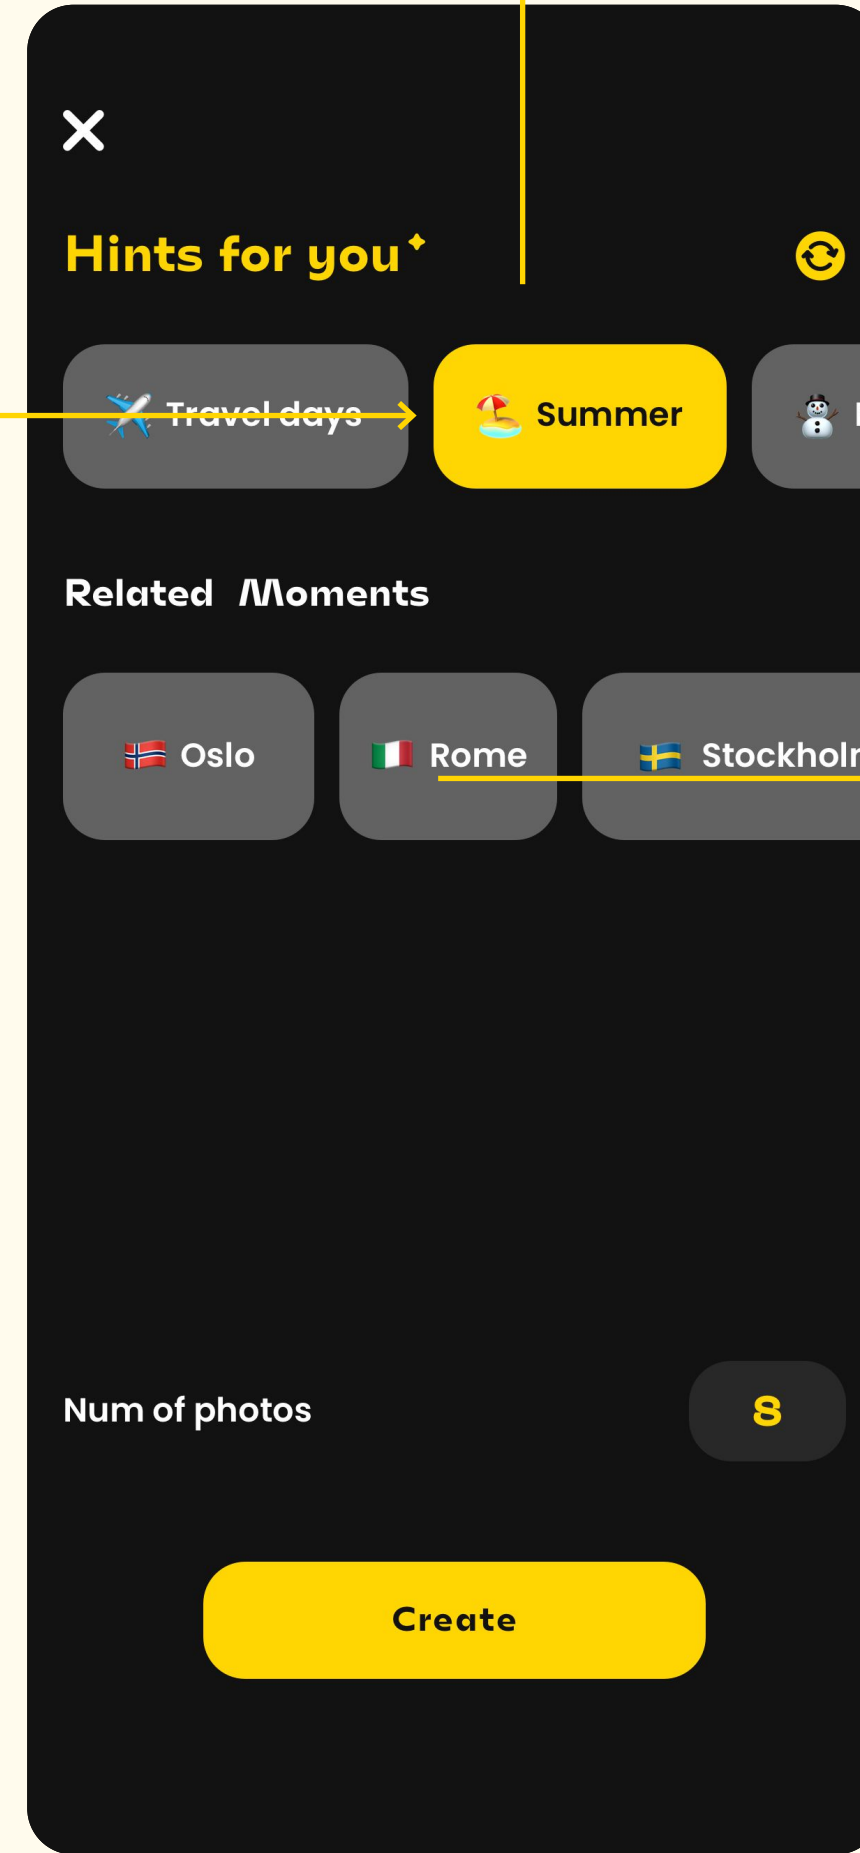 Hints for you
Travel days
Summer
Related Moments
Oslo
Rome
Num of photos
8
Create